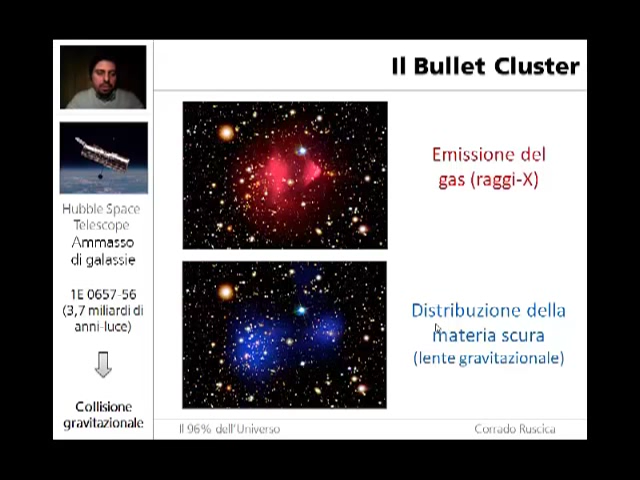 Il Bullet Cluster
Hubble Space
Telescope
Ammasso
di galassie
1E 0657-56
(3,7 miliardi di
anni-luce)
Collisione
gravitazionale
Emissione del
gas (raggi-X)
Distribuzione della
materia scura
(lente gravitazionale)
Il 96% dell'Universo
Corrado Ruscica